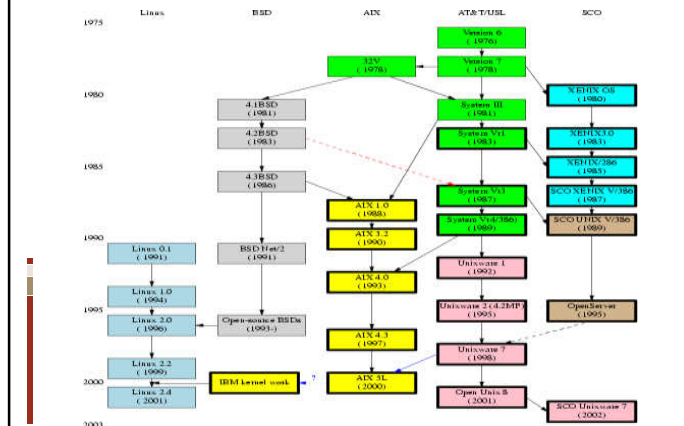 Linux BSD AIX AT&T/USL SCO
1975
Version 6
(1976)
32V
(1978)
Version 7
(1978)
1980
XENIX OS
(1980)
4.1BSD
(1981)
System III
(1981)
4.2BSD
(1983)
System Vr1
(1983)
XENIX3.0
(1983)
1985
XENIX/286
(1985)
4.3BSD
(1986)
System Vr3
(1987)
SCO XENIX V/386
(1987)
AIX 1.0
(1988)
System Vr4/386)
(1989)
SCO UNIX V/386
(1989)
1990
AIX 3.2
(1990)
Linux 0.1
(1991)
BSD Net/2
(1991)
Unixware 1
(1992)
AIX 4.0
(1993)
Linux 1.0
(1994)
1995
Unixware 2 (4.2MP)
(1995)
OpenServer
(1995)
Linux 2.0
(1996)
Open-source BSDs
(1993-)
AIX 4.3
(1997)
Unixware 7
(1998)
Linux 2.2
(1999)
2000
IBM kernel work
?
AIX 5L
(2000)
Linux 2.4
(2001)
Open Unix 8
(2001)
SCO Unixware 7
(2002)